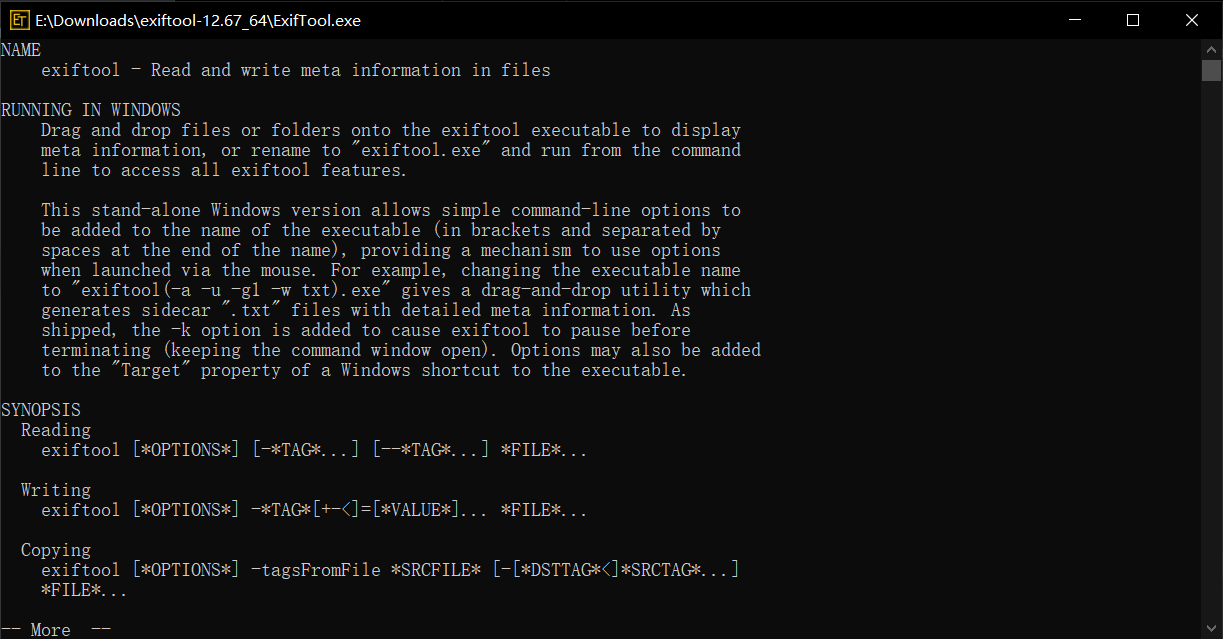 ET E:\Downloads\exiftool-12.67_64\ExifTool.exe
NAME
exiftool - Read and write meta information in files
RUNNING IN WINDOWS
Drag and drop files or folders onto the exiftool executable to display
meta information, or rename to "exiftool.exe" and run from the command
line to access all exiftool features.
This stand-alone Windows version allows simple command-line options to
be added to the name of the executable (in brackets and separated by
spaces at the end of the name), providing a mechanism to use options
when launched via the mouse. For example, changing the executable name
to "exiftool(-a -u -g1 -w txt).exe" gives a drag-and-drop utility which
generates sidecar ".txt" files with detailed meta information. As
shipped, the -k option is added to cause exiftool to pause before
terminating (keeping the command window open). Options may also be added
to the "Target" property of a Windows shortcut to the executable.
SYNOPSIS
Reading
exiftool [*OPTIONS*] [-*TAG*...] [--*TAG*...] *FILE*...
Writing
exiftool [*OPTIONS*] -*TAG*[+-<]=[*VALUE*]... *FILE*...
Copying
exiftool [*OPTIONS*] -tagsFromFile *SRCFILE* [-[*DSTTAG*<]*SRCTAG*...]
*FILE*...
-- More  --